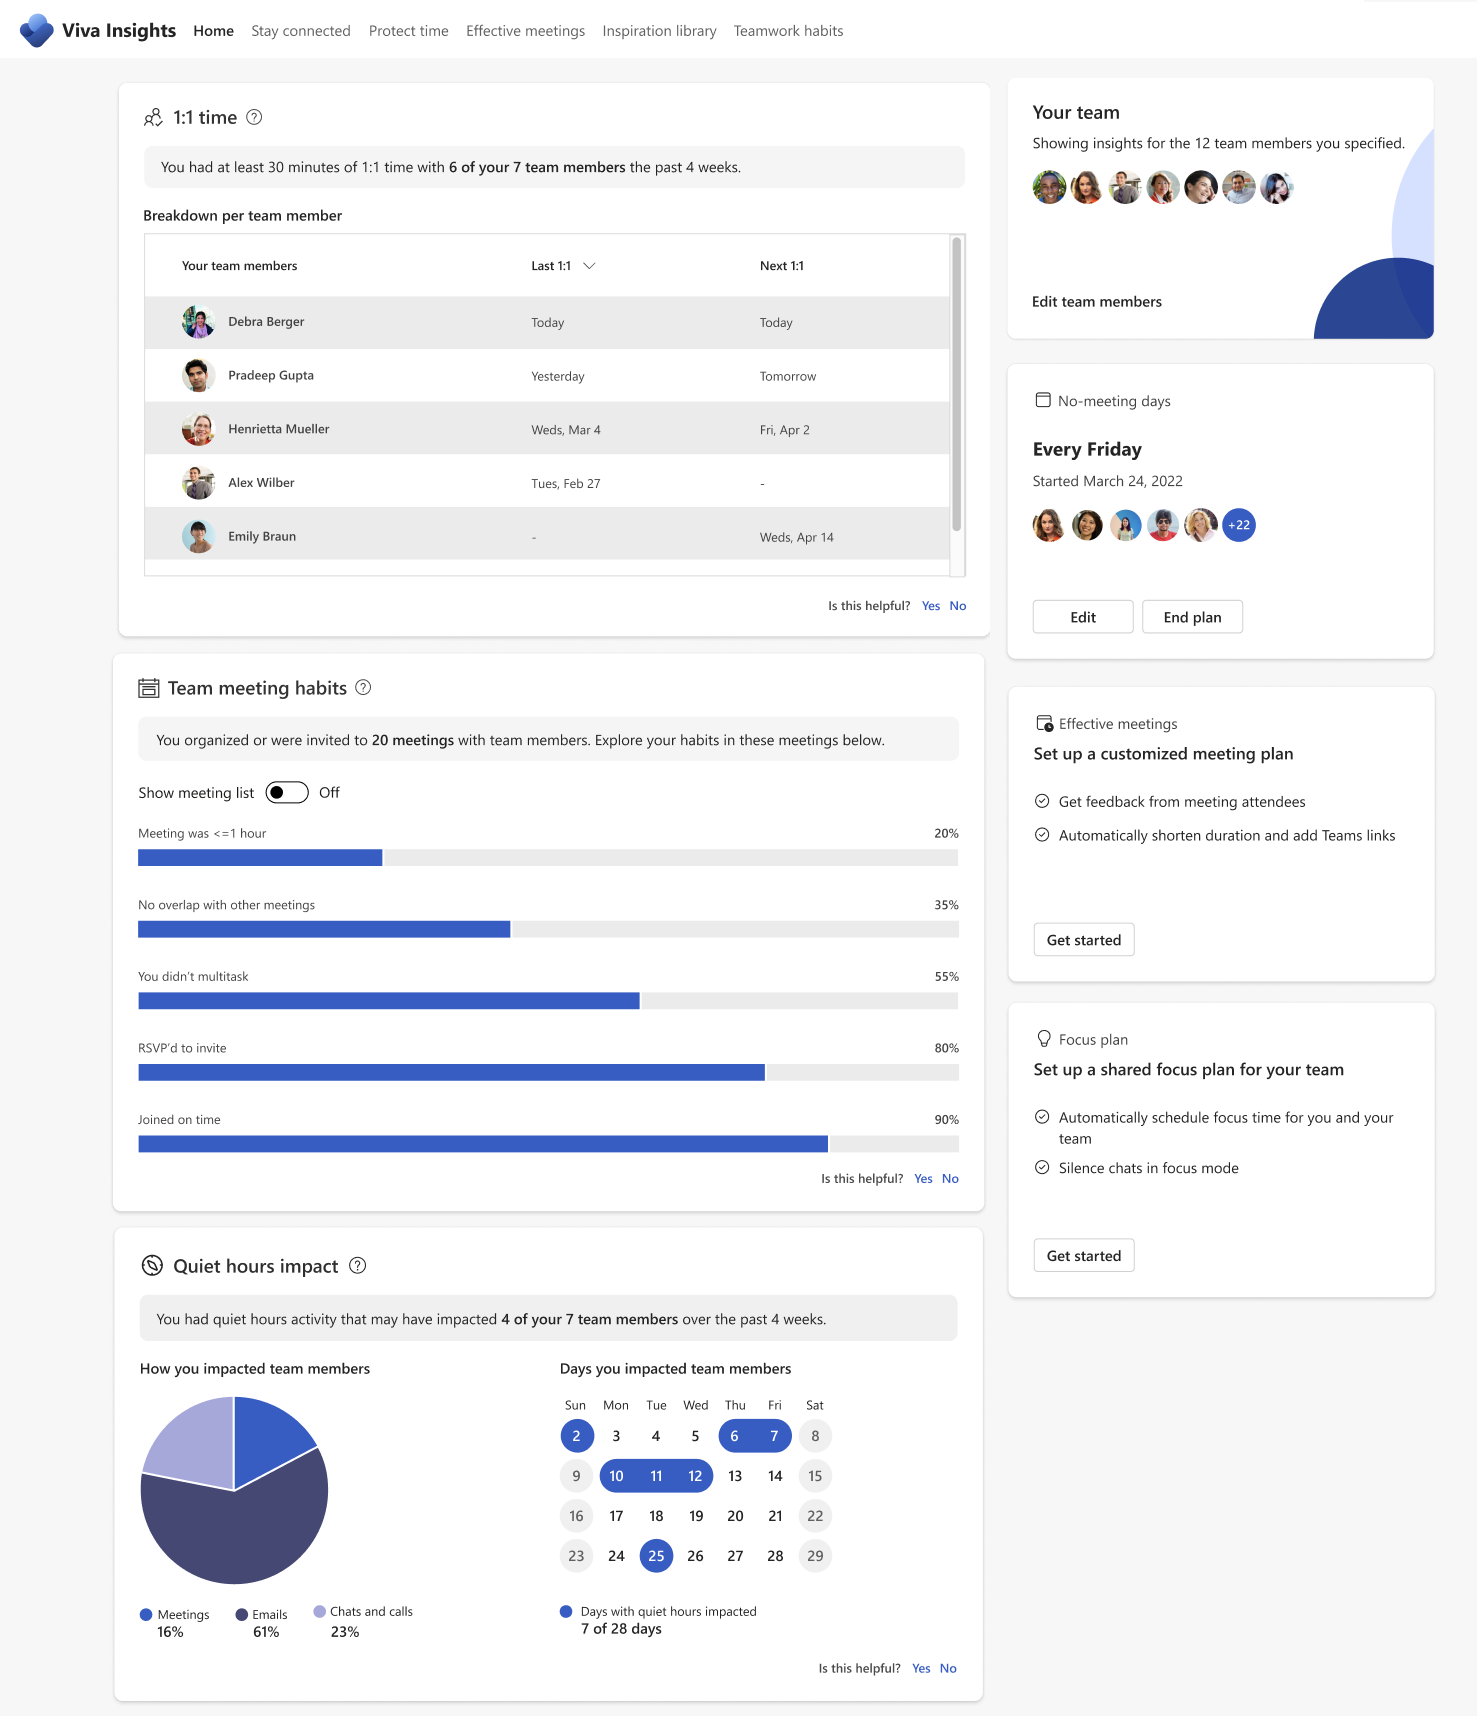 Viva Insights Home Stay connected Protect time Effective meetings Inspiration library Teamwork habits
1:1 time
You had at least 30 minutes of 1:1 time with 6 of your 7 team members the past 4 weeks.
Breakdown per team member
Your team members Last 1:1 Next 1:1
Debra Berger Today Today
Pradeep Gupta Yesterday Tomorrow
Henrietta Mueller Weds, Mar 4 Fri, Apr 2
Alex Wilber Tues, Feb 27 -
Emily Braun - Weds, Apr 14
Is this helpful? Yes No
Team meeting habits
You organized or were invited to 20 meetings with team members. Explore your habits in these meetings below.
Show meeting list Off
Meeting was <=1 hour 20%
No overlap with other meetings 35%
You didn't multitask 55%
RSVP'd to invite 80%
Joined on time 90%
Is this helpful? Yes No
Quiet hours impact
You had quiet hours activity that may have impacted 4 of your 7 team members over the past 4 weeks.
How you impacted team members
Meetings Emails Chats and calls
16% 61% 23%
Days you impacted team members
Sun Mon Tue Wed Thu Fri Sat
2 3 4 5 6 7 8
9 10 11 12 13 14 15
16 17 18 19 20 21 22
23 24 25 26 27 28 29
Days with quiet hours impacted
7 of 28 days
Is this helpful? Yes No
Your team
Showing insights for the 12 team members you specified.
Edit team members
No-meeting days
Every Friday
Started March 24, 2022
+22
Edit End plan
Effective meetings
Set up a customized meeting plan
Get feedback from meeting attendees
Automatically shorten duration and add Teams links
Get started
Focus plan
Set up a shared focus plan for your team
Automatically schedule focus time for you and your
team
Silence chats in focus mode
Get started